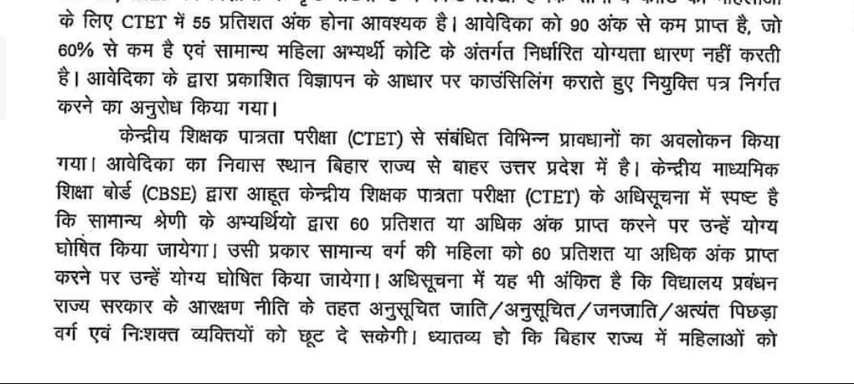 के लिए CTET में 55 प्रतिशत अंक होना आवश्यक है। आवेदिका को 90 अंक से कम प्राप्त है, जो
60% से कम है एवं सामान्य महिला अभ्यर्थी कोटि के अंतर्गत निर्धारित योग्यता धारण नहीं करती
है। आवेदिका के द्वारा प्रकाशित विज्ञापन के आधार पर काउंसिलिंग कराते हुए नियुक्ति पत्र निर्गत
करने का अनुरोध किया गया।
केन्द्रीय शिक्षक पात्रता परीक्षा (CTET) से संबंधित विभिन्न प्रावधानों का अवलोकन किया
गया। आवेदिका का निवास स्थान बिहार राज्य से बाहर उत्तर प्रदेश में है। केन्द्रीय माध्यमिक
शिक्षा बोर्ड (CBSE) द्वारा आहूत केन्द्रीय शिक्षक पात्रता परीक्षा (CTET) के अधिसूचना में स्पष्ट है
कि सामान्य श्रेणी के अभ्यर्थियो द्वारा 60 प्रतिशत या अधिक अंक प्राप्त करने पर उन्हें योग्य
घोषित किया जायेगा। उसी प्रकार सामान्य वर्ग की महिला को 60 प्रतिशत या अधिक अंक प्राप्त
करने पर उन्हें योग्य घोषित किया जायेगा। अधिसूचना में यह भी अंकित है कि विद्यालय प्रबंधन
राज्य सरकार के आरक्षण नीति के तहत अनुसूचित जाति/अनुसूचित/जनजाति/अत्यंत पिछड़ा
वर्ग एवं निःशक्त व्यक्तियों को छूट दे सकेगी। ध्यातव्य हो कि बिहार राज्य में महिलाओं को